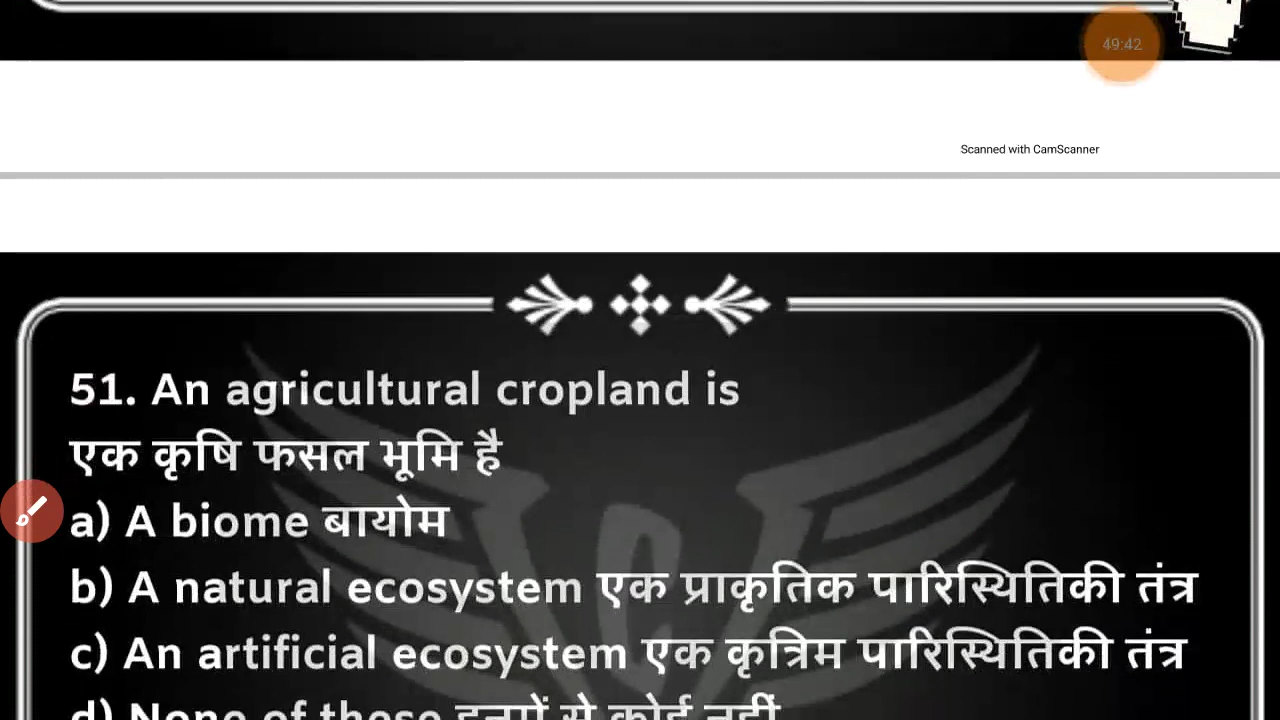 49:42
Scanned with CamScanner
51. An agricultural cropland is
एक कृषि फसल भूमि है
a) A biome बायोम
b) A natural ecosystem एक प्राकृतिक पारिस्थितिकी तंत्र
c) An artificial ecosystem एक कृत्रिम पारिस्थितिकी तंत्र
d) None of these इनमें से कोई नहीं